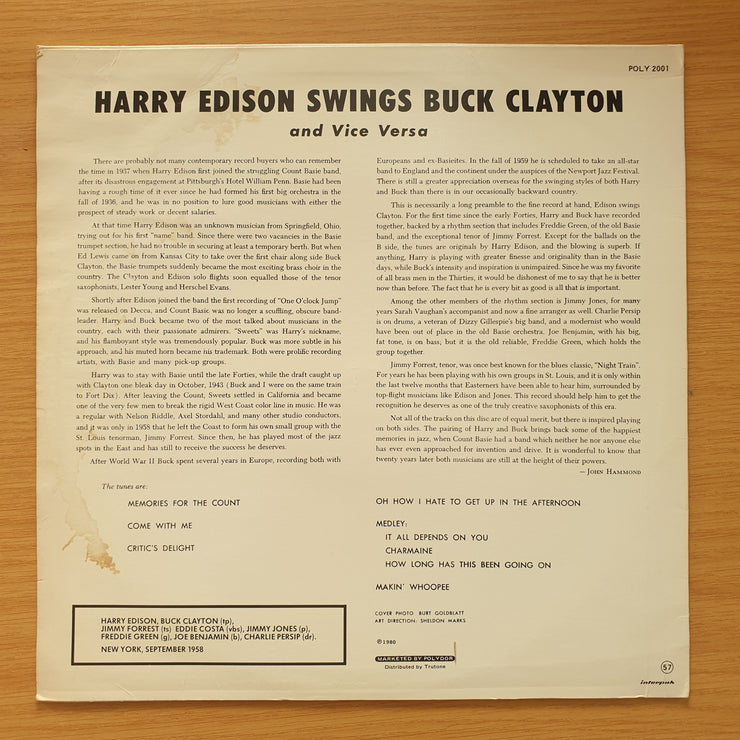 POLY 2001
HARRY EDISON SWINGS BUCK CLAYTON
and Vice Versa
There are probably not many contemporary record buyers who can remember
the time in 1937 when Harry Edison first joined the struggling Count Basie band,
after its disastrous engagement at Pittsburgh's Hotel William Penn. Basie had been
having a rough time of it ever since he had formed his first big orchestra in the
fall of 1936, and he was in no position to lure good musicians with either the
prospect of steady work or decent salaries.
At that time Harry Edison was an unknown musician from Springfield, Ohio,
trying out for his first "name" band. Since there were two vacancies in the Basie
trumpet section, he had no trouble in securing at least a temporary berth. But when
Ed Lewis came on from Kansas City to take over the first chair along side Buck
Clayton, the Basie trumpets suddenly became the most exciting brass choir in the
country. The Clayton and Edison solo flights soon equalled those of the tenor
saxophonists, Lester Young and Herschel Evans.
Shortly after Edison joined the band the first recording of "One O'clock Jump"
was released on Decca, and Count Basie was no longer a scuffling, obscure band-
leader. Harry and Buck became two of the most talked about musicians in the
country, each with their passionate admirers. "Sweets" was Harry's nickname,
and his flamboyant style was tremendously popular. Buck was more subtle in his
approach, and his muted horn became his trademark. Both were prolific recording
artists, with Basie and many pick-up groups.
Harry was to stay with Basie until the late Forties, while the draft caught up
with Clayton one bleak day in October, 1943 (Buck and I were on the same train
to Fort Dix). After leaving the Count, Sweets settled in California and became
one of the very few men to break the rigid West Coast color line in music. He was
a regular with Nelson Riddle, Axel Stordahl, and many other studio conductors,
and it was only in 1958 that he left the Coast to form his own small group with the
St. Louis tenorman, Jimmy Forrest. Since then, he has played most of the jazz
spots in the East and has still to receive the success he deserves.
After World War II Buck spent several years in Europe, recording both with
Europeans and ex-Basieites. In the fall of 1959 he is scheduled to take an all-star
band to England and the continent under the auspices of the Newport Jazz Festival.
There is still a greater appreciation overseas for the swinging styles of both Harry
and Buck than there is in our occasionally backward country.
This is necessarily a long preamble to the fine record at hand, Edison swings
Clayton. For the first time since the early Forties, Harry and Buck have recorded
together, backed by a rhythm section that includes Freddie Green, of the old Basie
band, and the exceptional tenor of Jimmy Forrest. Except for the ballads on the
B side, the tunes are originals by Harry Edison, and the blowing is superb. If
anything, Harry is playing with greater finesse and originality than in the Basie
days, while Buck's intensity and inspiration is unimpaired. Since he was my favorite
of all brass men in the Thirties, it would be dishonest of me to say that he is better
now than before. The fact that he is every bit as good is all that is important.
Among the other members of the rhythm section is Jimmy Jones, for many
years Sarah Vaughan's accompanist and now a fine arranger as well. Charlie Persip
is on drums, a veteran of Dizzy Gillespie's big band, and a modernist who would
have been out of place in the old Basie orchestra. Joe Benjamin, with his big,
fat tone, is on bass; but it is the old reliable, Freddie Green, which holds the
group together.
Jimmy Forrest, tenor, was once best known for the blues classic, "Night Train".
For years he has been playing with his own groups in St. Louis, and it is only within
the last twelve months that Easterners have been able to hear him, surrounded by
top-flight musicians like Edison and Jones. This record should help him to get the
recognition he deserves as one of the truly creative saxophonists of this era.
Not all of the tracks on this disc are of equal merit, but there is inspired playing
on both sides. The pairing of Harry and Buck brings back some of the happiest
memories in jazz, when Count Basie had a band which neither he nor anyone else
has ever even approached for invention and drive. It is wonderful to know that
twenty years later both musicians are still at the height of their powers.
— JOHN HAMMOND
The tunes are:
MEMORIES FOR THE COUNT
COME WITH ME
CRITIC'S DELIGHT
OH HOW I HATE TO GET UP IN THE AFTERNOON
MEDLEY:
IT ALL DEPENDS ON YOU
CHARMAINE
HOW LONG HAS THIS BEEN GOING ON
MAKIN' WHOOPEE
HARRY EDISON, BUCK CLAYTON (tp),
JIMMY FORREST (ts) EDDIE COSTA (vbs), JIMMY JONES (p),
FREDDIE GREEN (g), JOE BENJAMIN (b), CHARLIE PERSIP (dr).
NEW YORK, SEPTEMBER 1958
COVER PHOTO BURT GOLDBLATT
ART DIRECTION: SHELDON MARKS
℗ 1980
MARKETED BY POLYDOR
Distributed by Trutone
57
interpak